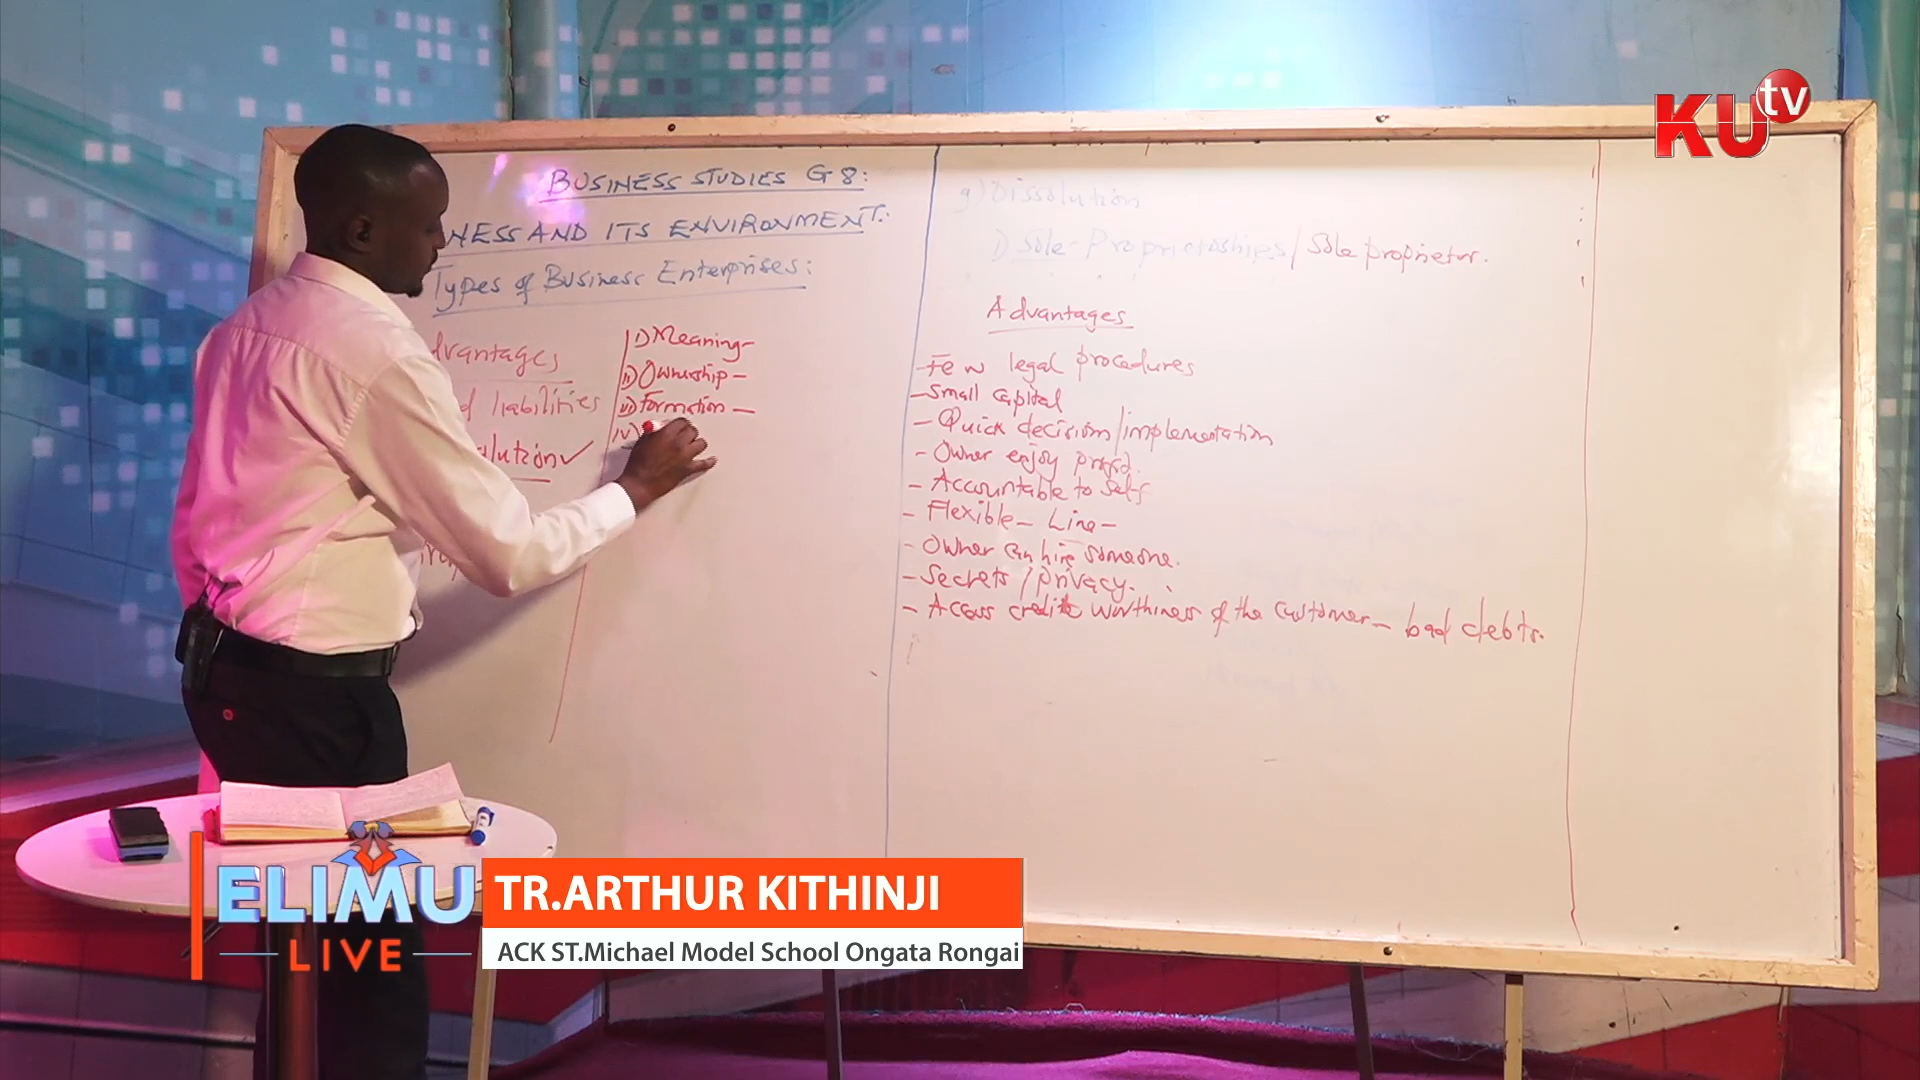 KU tv
BUSINESS STUDIES G8:
NESS AND ITS ENVIRONMENT:
Types of Business Enterprises:
dvantages
d liabilities
lution ✓
i) Meaning -
ii) Ownership -
iii) Formation -
iv)
g) Dissolution
1) Sole-Proprietoships / Sole proprietor.
Advantages
- Few legal procedures
- Small capital
- Quick decision/implementation
- Owner enjoy
- Accountable to self
- Flexible - Line -
- Owner can hire someone.
- Secrets / privacy.
- Access credit worthiness of the customer - bad debts.
ELIMU
LIVE
TR.ARTHUR KITHINJI
ACK ST.Michael Model School Ongata Rongai